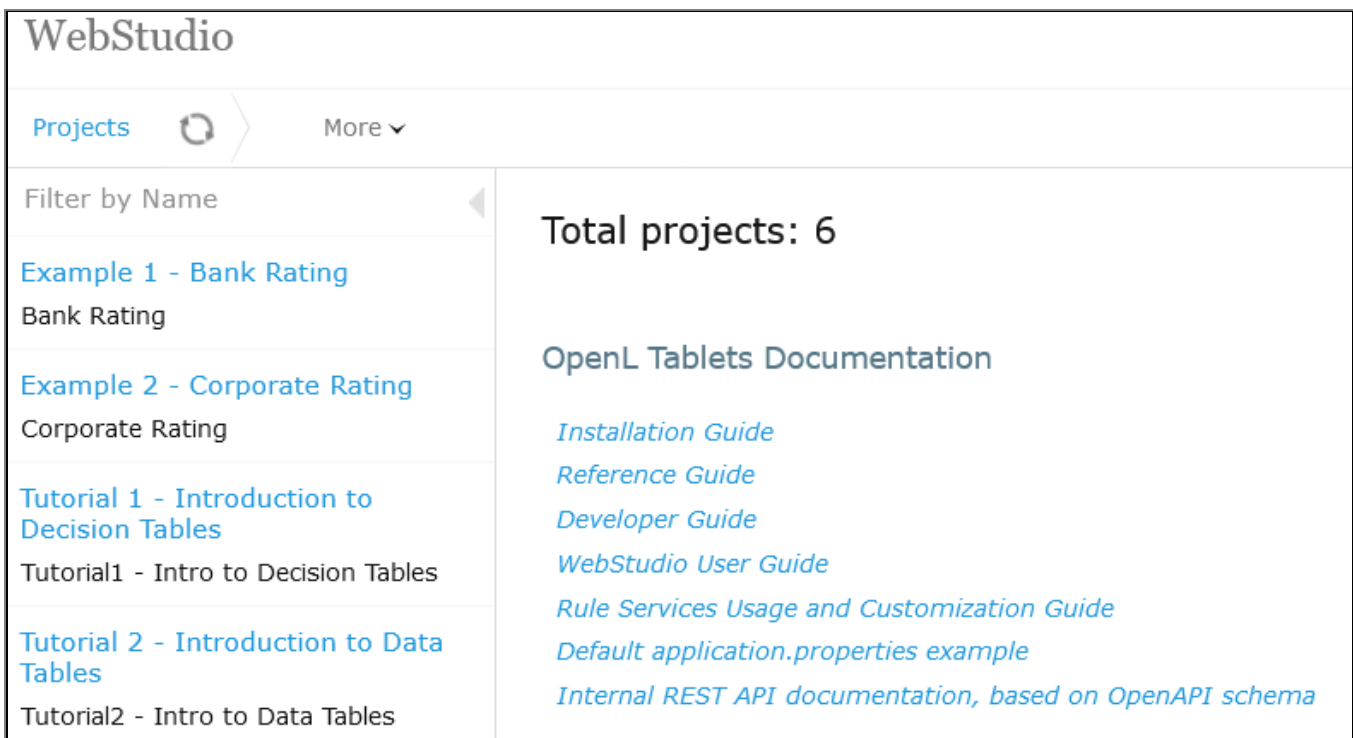 WebStudio
Projects
More
Filter by Name
Example 1 - Bank Rating
Bank Rating
Example 2 - Corporate Rating
Corporate Rating
Tutorial 1 - Introduction to
Decision Tables
Tutorial1 - Intro to Decision Tables
Tutorial 2 - Introduction to Data
Tables
Tutorial2 - Intro to Data Tables
Total projects: 6
OpenL Tablets Documentation
Installation Guide
Reference Guide
Developer Guide
WebStudio User Guide
Rule Services Usage and Customization Guide
Default application.properties example
Internal REST API documentation, based on OpenAPI schema